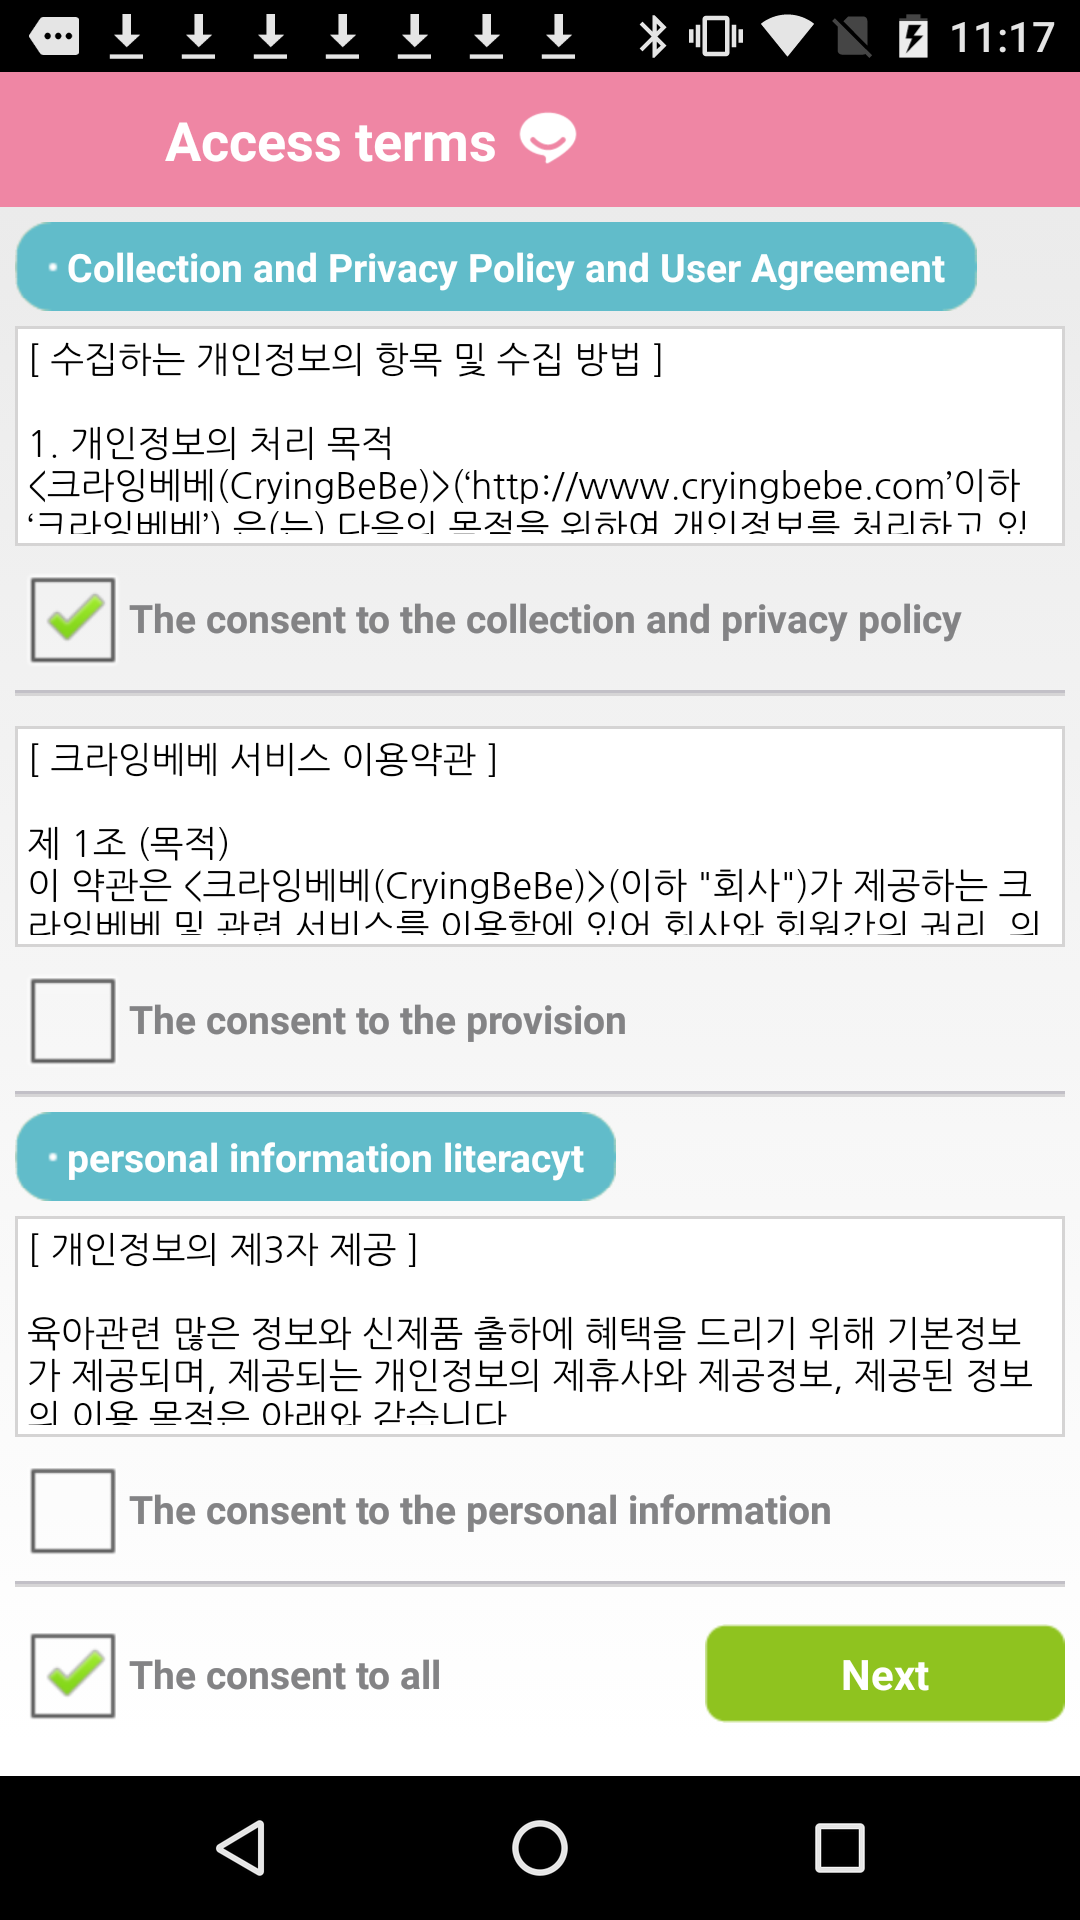 11:17
Access terms
· Collection and Privacy Policy and User Agreement
[ 수집하는 개인정보의 항목 및 수집 방법 ]
1. 개인정보의 처리 목적
<크라잉베베(CryingBeBe)>(‘http://www.cryingbebe.com’이하
‘크라잉베베’) 은(는) 다음의 목적을 위하여 개인정보를 처리하고 있
The consent to the collection and privacy policy
[ 크라잉베베 서비스 이용약관 ]
제 1조 (목적)
이 약관은 <크라잉베베(CryingBeBe)>(이하 "회사")가 제공하는 크
라잉베베 및 관련 서비스를 이용함에 있어 회사와 회원간의 권리, 의
The consent to the provision
· personal information literacyt
[ 개인정보의 제3자 제공 ]
육아관련 많은 정보와 신제품 출하에 혜택을 드리기 위해 기본정보
가 제공되며, 제공되는 개인정보의 제휴사와 제공정보, 제공된 정보
의 이용 목적은 아래와 같습니다
The consent to the personal information
The consent to all
Next